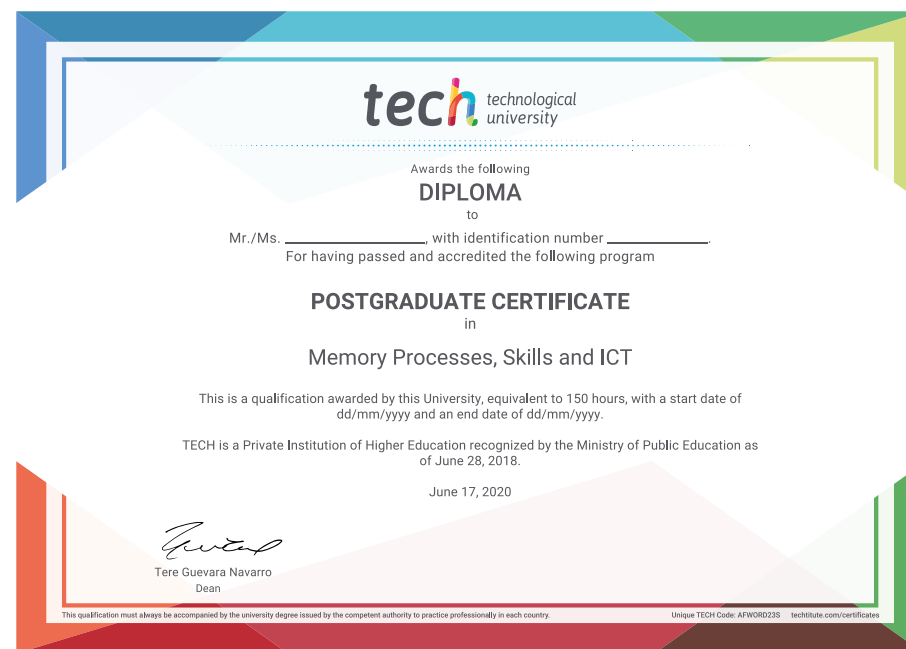 tech technological
university
Awards the following
DIPLOMA
to
Mr./Ms. ____________________, with identification number ______________.
For having passed and accredited the following program
POSTGRADUATE CERTIFICATE
in
Memory Processes, Skills and ICT
This is a qualification awarded by this University, equivalent to 150 hours, with a start date of
dd/mm/yyyy and an end date of dd/mm/yyyy.
TECH is a Private Institution of Higher Education recognized by the Ministry of Public Education as
of June 28, 2018.
June 17, 2020
Tere Guevara Navarro
Dean
This qualification must always be accompanied by the university degree issued by the competent authority to practice professionally in each country. Unique TECH Code: AFWORD23S techtitute.com/certificates